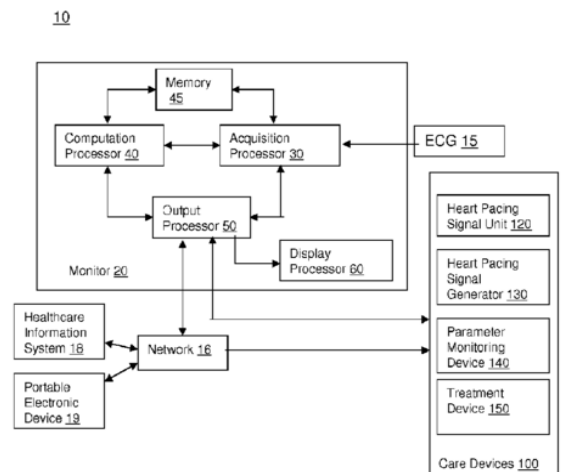 10
Memory
45
Computation
Processor 40
Acquisition
Processor 30
ECG 15
Output
Processor 50
Display
Processor 60
Monitor 20
Heart Pacing
Signal Unit 120
Heart Pacing
Signal
Generator 130
Parameter
Monitoring
Device 140
Treatment
Device 150
Care Devices 100
Healthcare
Information
System 18
Network 16
Portable
Electronic
Device 19